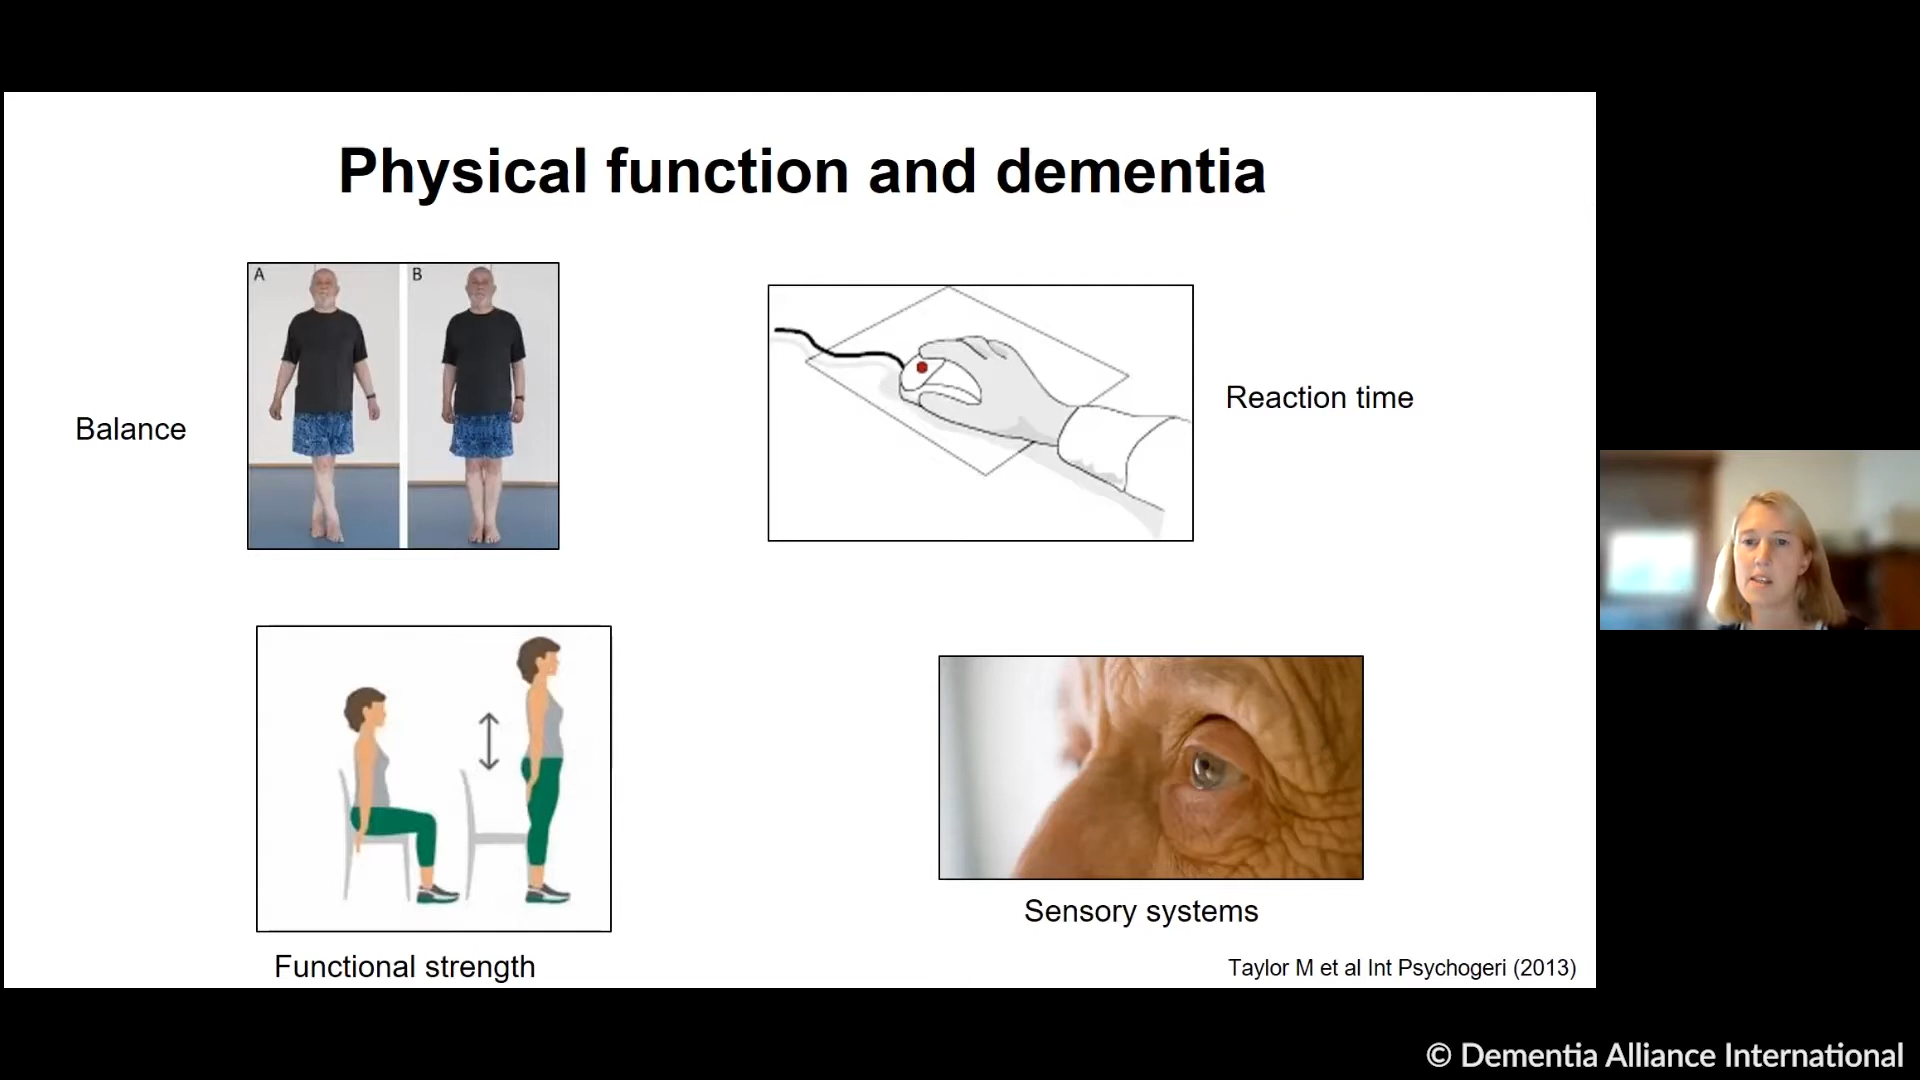 Physical function and dementia
A
B
Balance
Reaction time
Functional strength
Sensory systems
Taylor M et al Int Psychogeri (2013)
© Dementia Alliance International